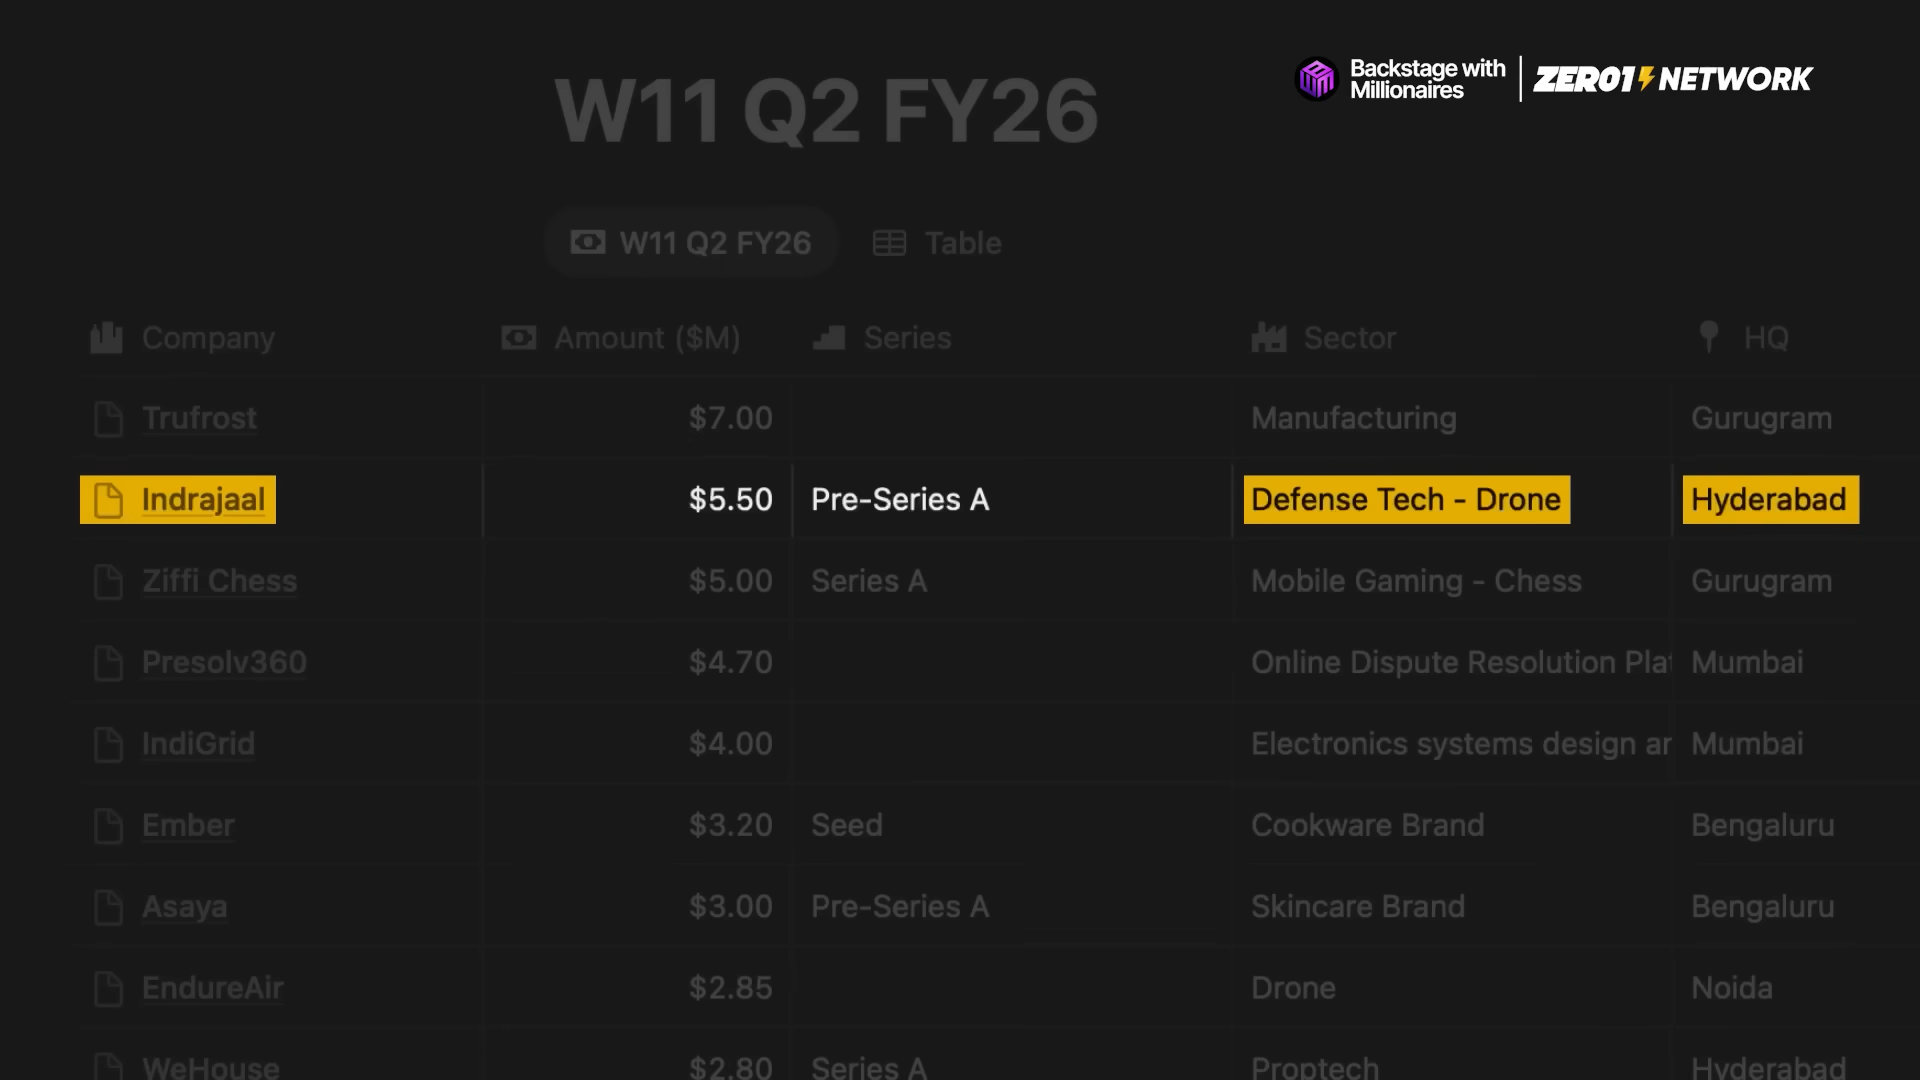 Backstage with
Millionaires
ZERO1 NETWORK
W11 Q2 FY26
W11 Q2 FY26 Table
Company Amount ($M) Series Sector HQ
Trufrost $7.00 Manufacturing Gurugram
Indrajaal $5.50 Pre-Series A Defense Tech - Drone Hyderabad
Ziffi Chess $5.00 Series A Mobile Gaming - Chess Gurugram
Presolv360 $4.70 Online Dispute Resolution Plat Mumbai
IndiGrid $4.00 Electronics systems design ar Mumbai
Ember $3.20 Seed Cookware Brand Bengaluru
Asaya $3.00 Pre-Series A Skincare Brand Bengaluru
EndureAir $2.85 Drone Noida
WeHouse $2.80 Series A Proptech Hyderabad